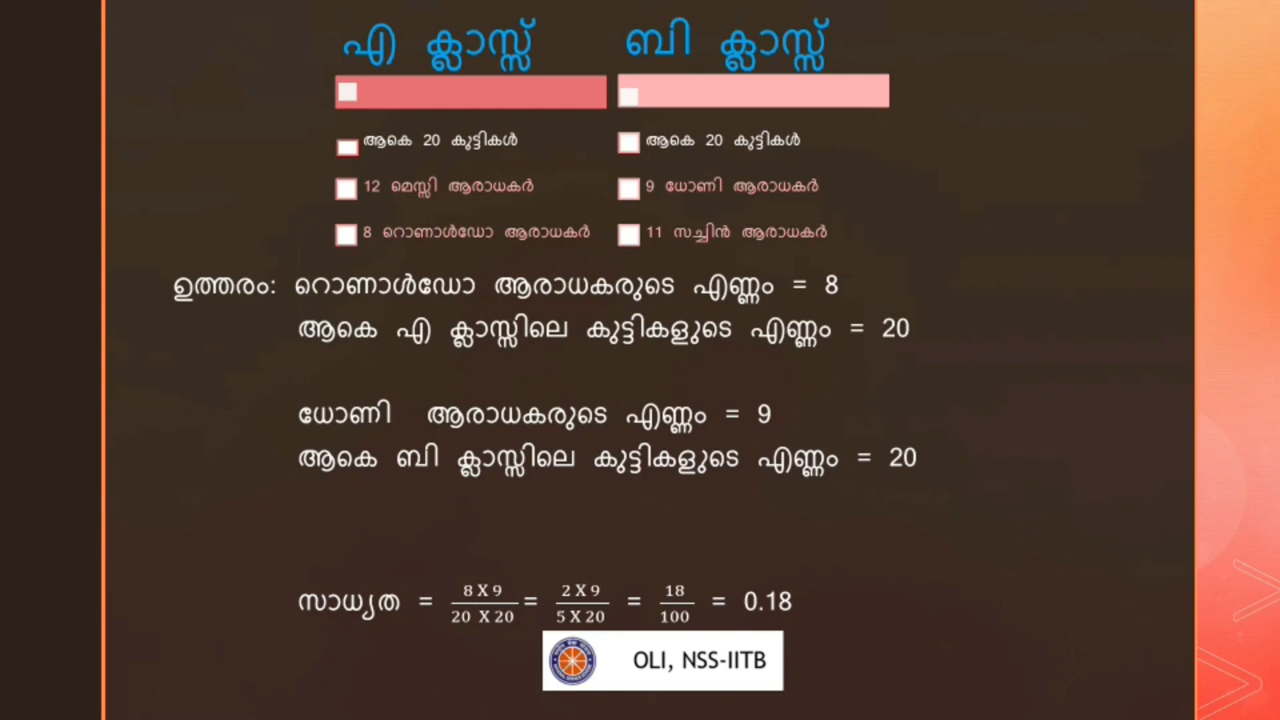 എ ക്ലാസ്സ്
ബി ക്ലാസ്സ്
ആകെ 20 കുട്ടികൾ
12 മെസ്സി ആരാധകർ
8 റൊണാൾഡോ ആരാധകർ
ആകെ 20 കുട്ടികൾ
9 ധോണി ആരാധകർ
11 സച്ചിൻ ആരാധകർ
ഉത്തരം: റൊണാൾഡോ ആരാധകരുടെ എണ്ണം = 8
ആകെ എ ക്ലാസ്സിലെ കുട്ടികളുടെ എണ്ണം = 20
ധോണി ആരാധകരുടെ എണ്ണം = 9
ആകെ ബി ക്ലാസ്സിലെ കുട്ടികളുടെ എണ്ണം = 20
സാധ്യത = 8 X 9 / 20 X 20 = 2 X 9 / 5 X 20 = 18 / 100 = 0.18
OLI, NSS-IITB